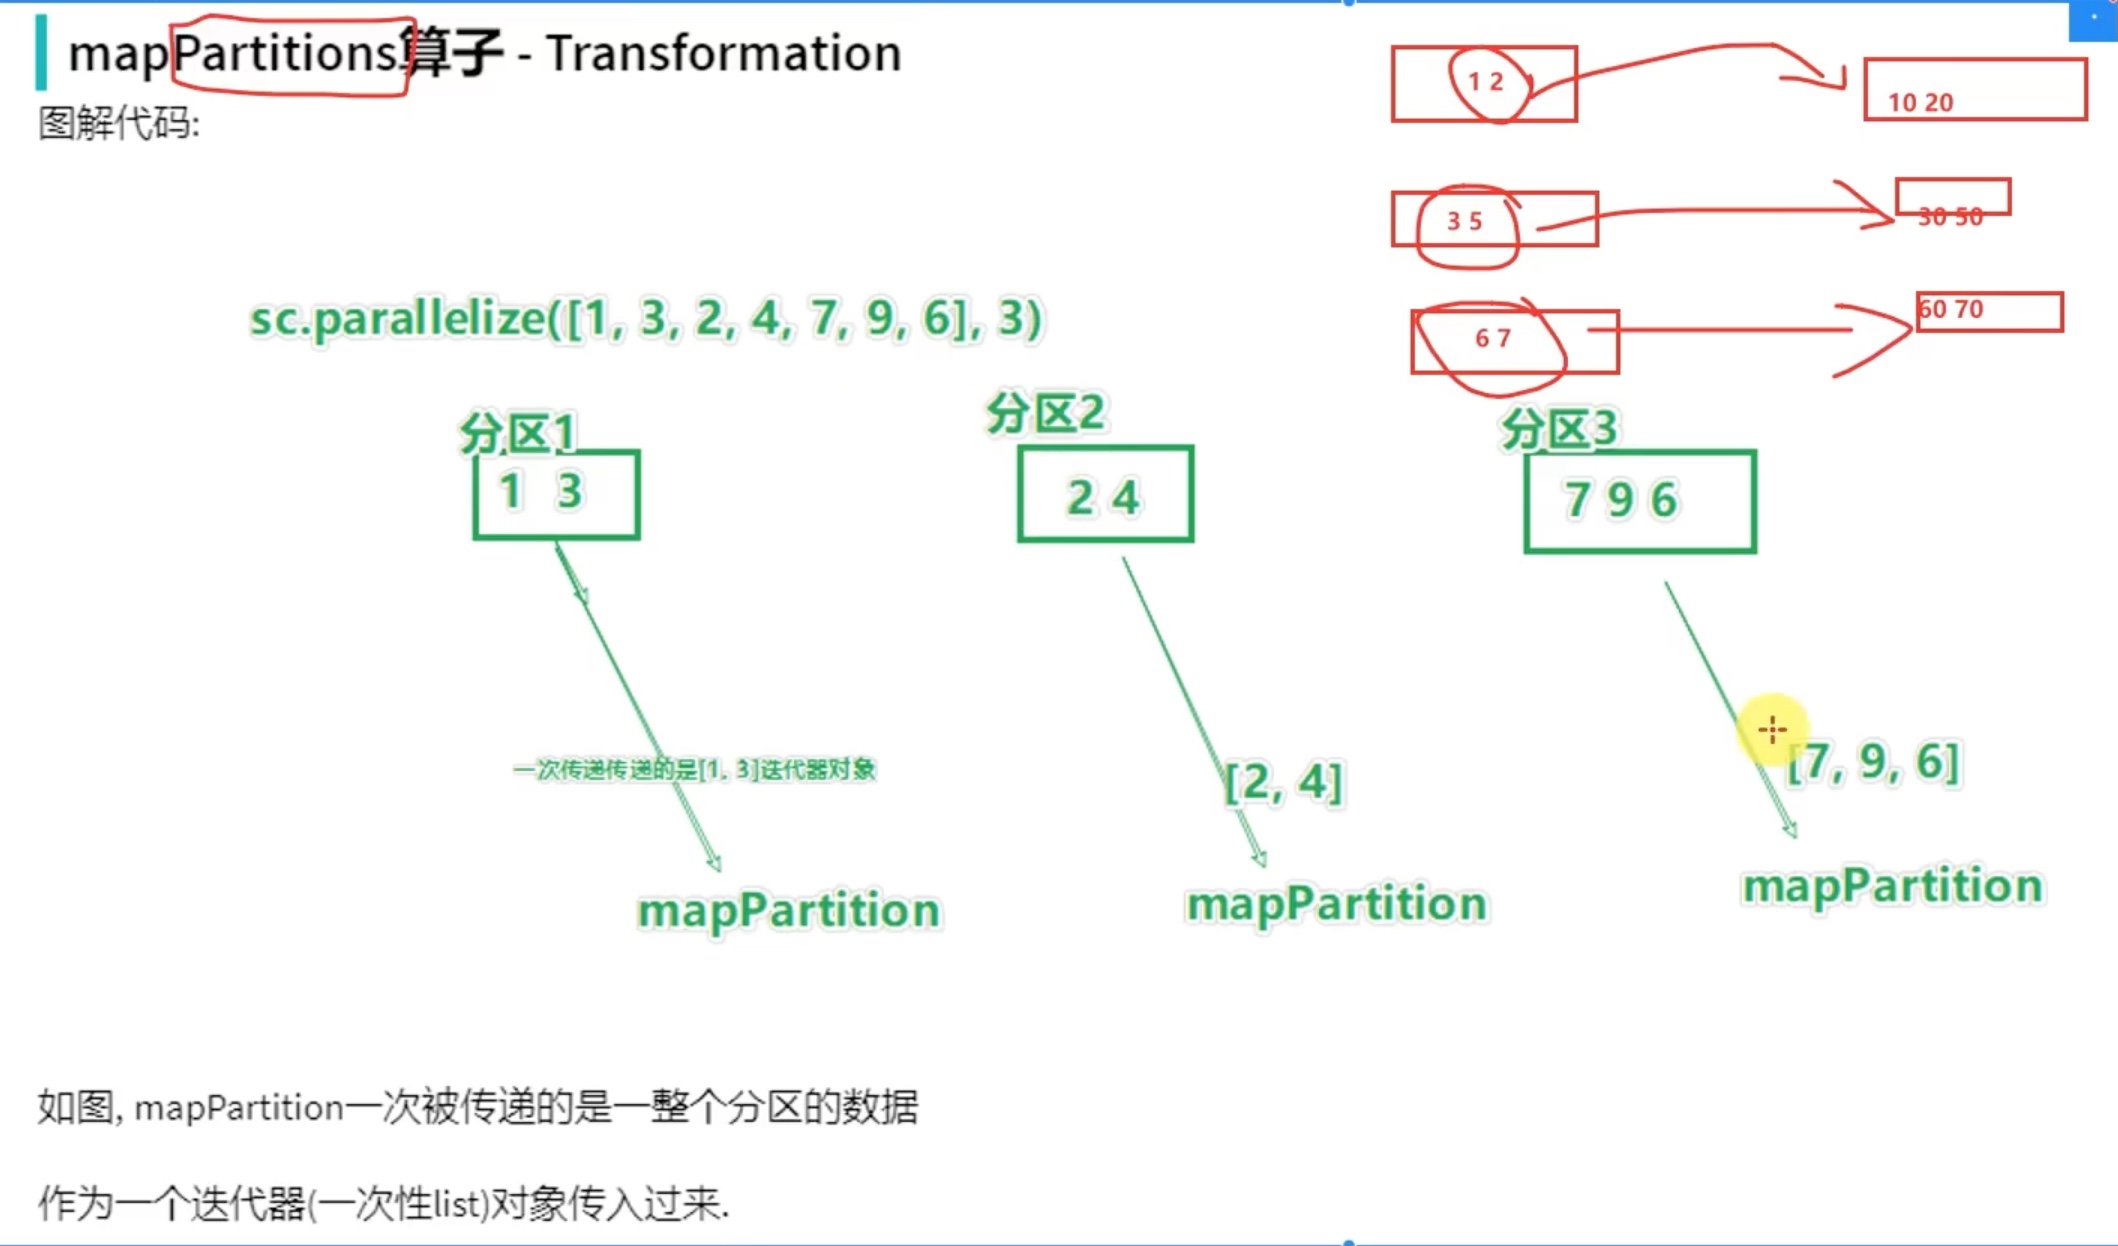 mapPartitions算子 - Transformation
图解代码:
1 2
10 20
3 5
30 50
6 7
60 70
sc.parallelize([1, 3, 2, 4, 7, 9, 6], 3)
分区1
分区2
分区3
1 3
2 4
7 9 6
一次传递传递的是[1, 3]迭代器对象
[2, 4]
[7, 9, 6]
mapPartition
mapPartition
mapPartition
如图, mapPartition一次被传递的是一整个分区的数据
作为一个迭代器(一次性list)对象传入过来.